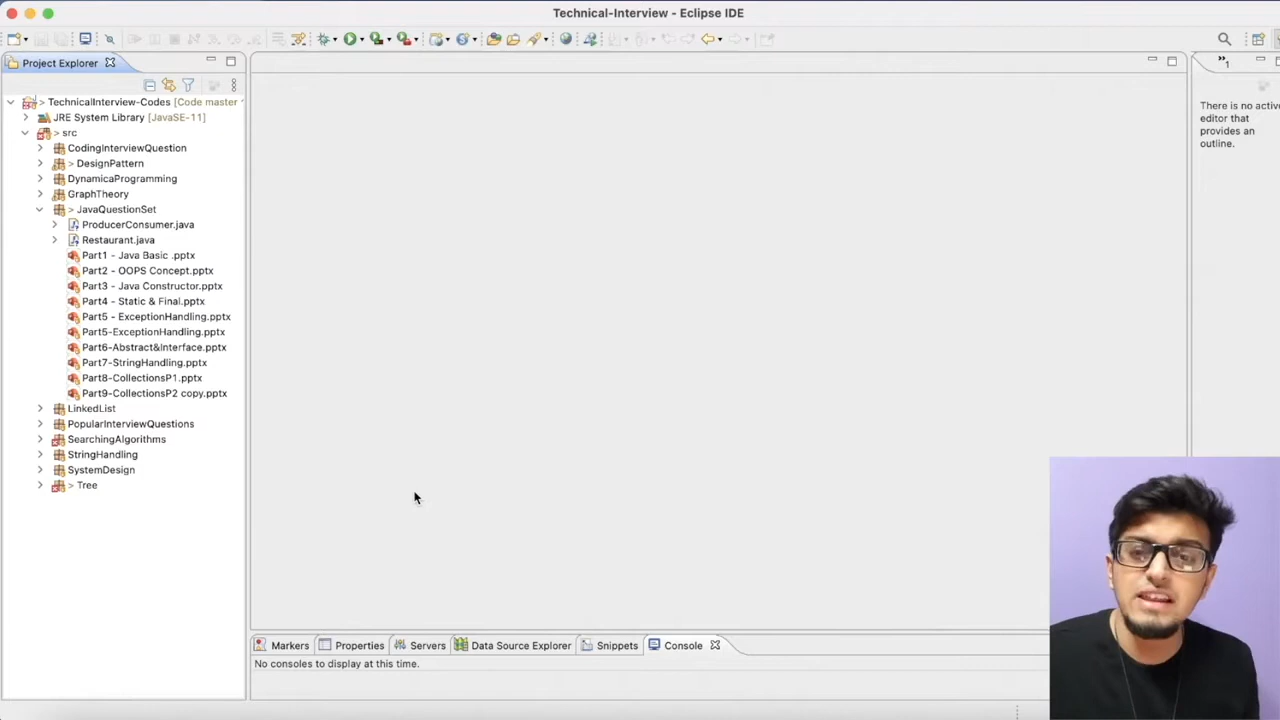 Technical-Interview - Eclipse IDE
Project Explorer
> TechnicalInterview-Codes [Code master
JRE System Library [JavaSE-11]
> src
CodingInterviewQuestion
> DesignPattern
DynamicaProgramming
GraphTheory
> JavaQuestionSet
ProducerConsumer.java
Restaurant.java
Part1 - Java Basic .pptx
Part2 - OOPS Concept.pptx
Part3 - Java Constructor.pptx
Part4 - Static & Final.pptx
Part5 - ExceptionHandling.pptx
Part5-ExceptionHandling.pptx
Part6-Abstract&Interface.pptx
Part7-StringHandling.pptx
Part8-CollectionsP1.pptx
Part9-CollectionsP2 copy.pptx
LinkedList
PopularInterviewQuestions
SearchingAlgorithms
StringHandling
SystemDesign
> Tree
Markers Properties Servers Data Source Explorer Snippets Console
No consoles to display at this time.
»1
There is no active
editor that
provides an
outline.